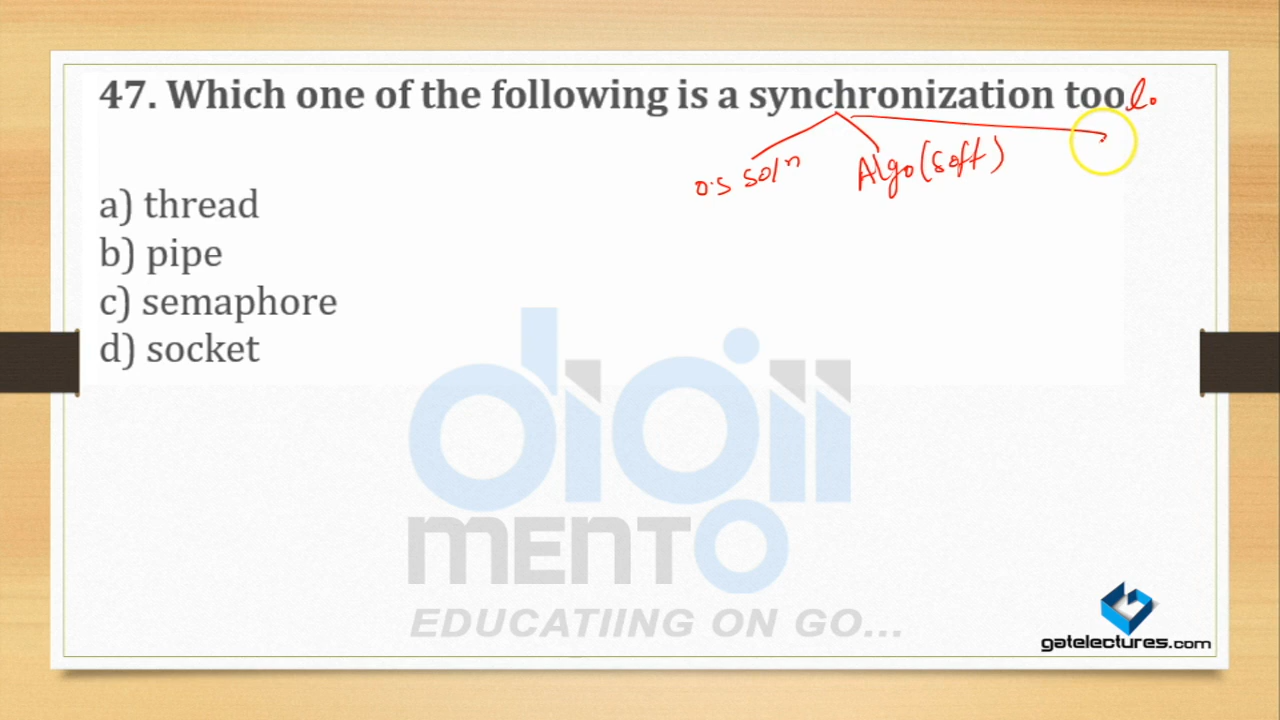 47. Which one of the following is a synchronization tool.
o.s soln Algo(soft)
a) thread
b) pipe
c) semaphore
d) socket
digii
MENTO
EDUCATIING ON GO...
gatelectures.com